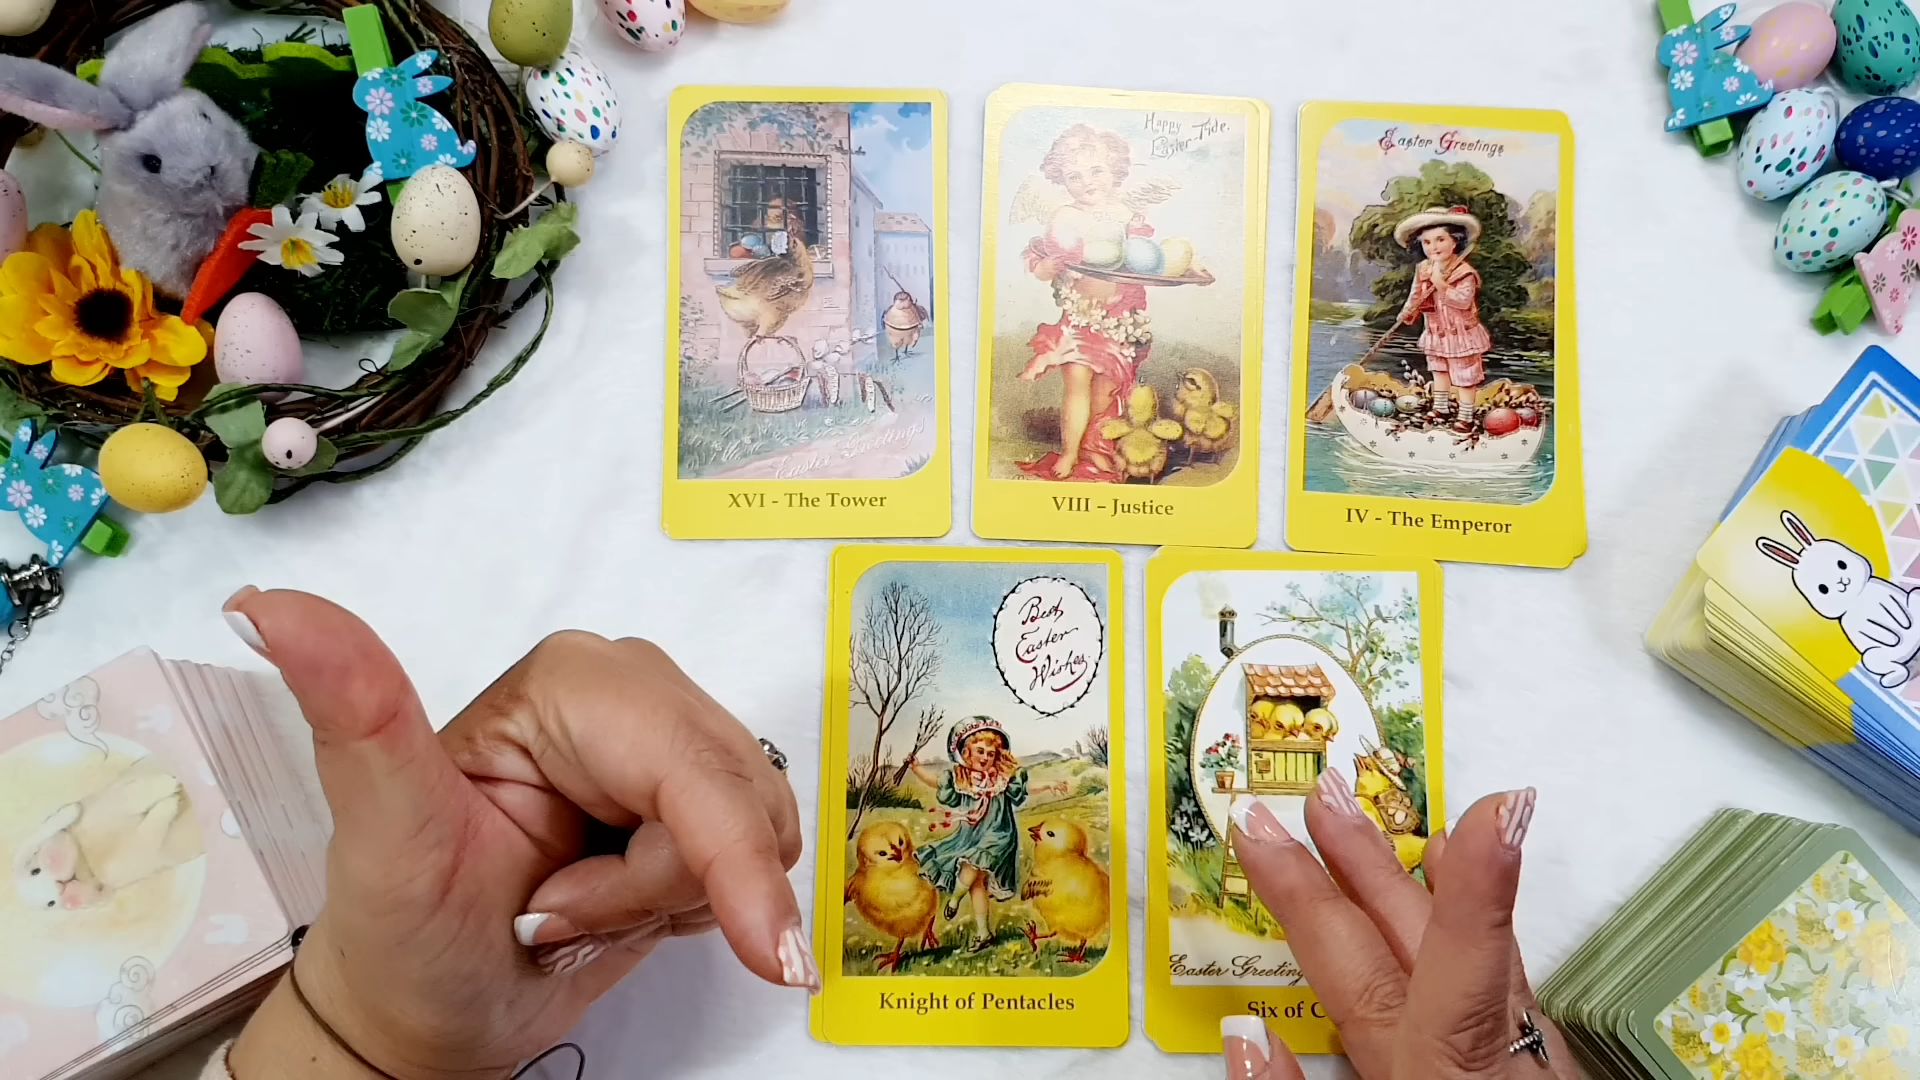 Easter Greetings
XVI - The Tower
Happy
Easter Tyde.
VIII – Justice
Easter Greetings
IV - The Emperor
Best
Easter
Wishes.
Knight of Pentacles
Easter Greeting
Six of C